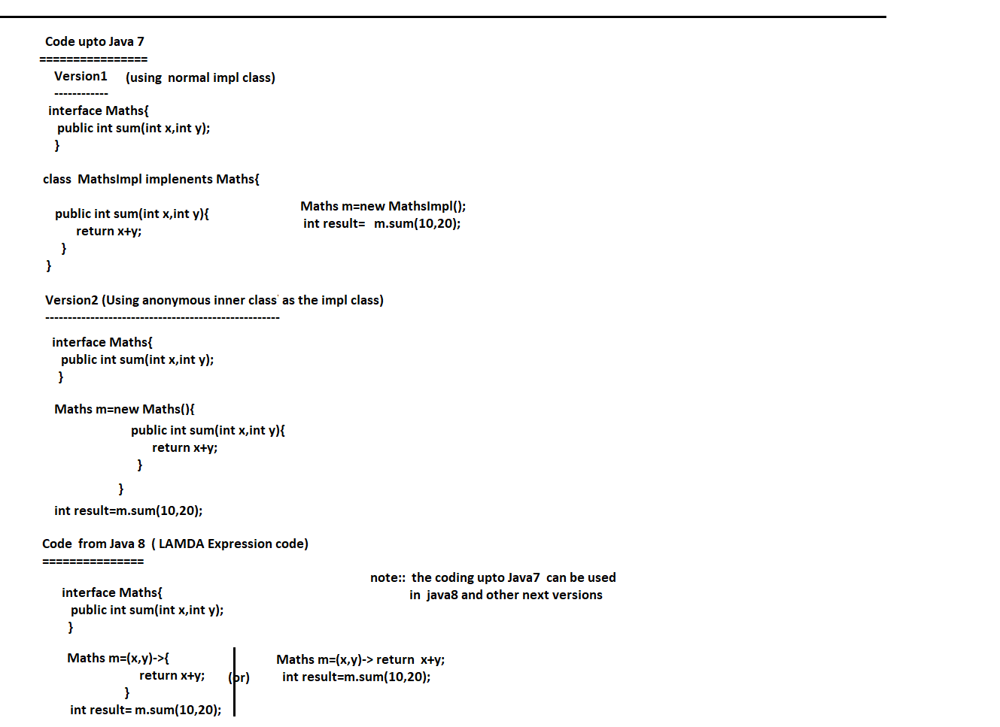 Code upto Java 7
================
Version1 (using normal impl class)
------------
interface Maths{
public int sum(int x,int y);
}
class MathsImpl implenents Maths{
public int sum(int x,int y){
return x+y;
}
}
Maths m=new MathsImpl();
int result= m.sum(10,20);
Version2 (Using anonymous inner class as the impl class)
----------------------------------------------------
interface Maths{
public int sum(int x,int y);
}
Maths m=new Maths(){
public int sum(int x,int y){
return x+y;
}
}
int result=m.sum(10,20);
Code from Java 8 ( LAMDA Expression code)
===============
note:: the coding upto Java7 can be used
in java8 and other next versions
interface Maths{
public int sum(int x,int y);
}
Maths m=(x,y)->{
return x+y;
}
int result= m.sum(10,20);
(or)
Maths m=(x,y)-> return x+y;
int result=m.sum(10,20);